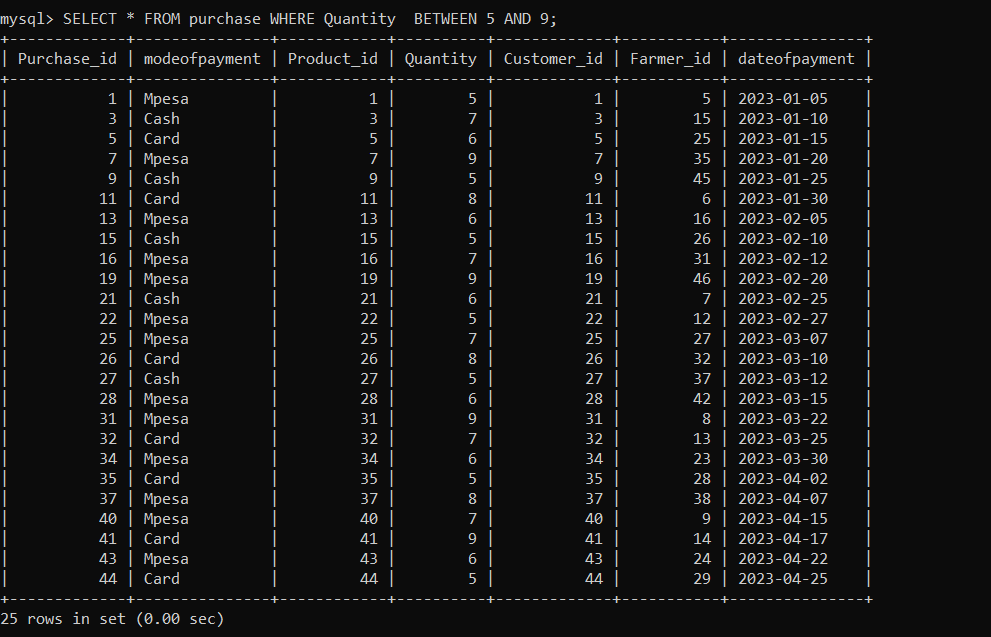 mysql> SELECT * FROM purchase WHERE Quantity  BETWEEN 5 AND 9;
+-------------+---------------+------------+----------+-------------+-----------+---------------+
| Purchase_id | modeofpayment | Product_id | Quantity | Customer_id | Farmer_id | dateofpayment |
+-------------+---------------+------------+----------+-------------+-----------+---------------+
|           1 | Mpesa         |          1 |        5 |           1 |         5 | 2023-01-05    |
|           3 | Cash          |          3 |        7 |           3 |        15 | 2023-01-10    |
|           5 | Card          |          5 |        6 |           5 |        25 | 2023-01-15    |
|           7 | Mpesa         |          7 |        9 |           7 |        35 | 2023-01-20    |
|           9 | Cash          |          9 |        5 |           9 |        45 | 2023-01-25    |
|          11 | Card          |         11 |        8 |          11 |         6 | 2023-01-30    |
|          13 | Mpesa         |         13 |        6 |          13 |        16 | 2023-02-05    |
|          15 | Cash          |         15 |        5 |          15 |        26 | 2023-02-10    |
|          16 | Mpesa         |         16 |        7 |          16 |        31 | 2023-02-12    |
|          19 | Mpesa         |         19 |        9 |          19 |        46 | 2023-02-20    |
|          21 | Cash          |         21 |        6 |          21 |         7 | 2023-02-25    |
|          22 | Mpesa         |         22 |        5 |          22 |        12 | 2023-02-27    |
|          25 | Mpesa         |         25 |        7 |          25 |        27 | 2023-03-07    |
|          26 | Card          |         26 |        8 |          26 |        32 | 2023-03-10    |
|          27 | Cash          |         27 |        5 |          27 |        37 | 2023-03-12    |
|          28 | Mpesa         |         28 |        6 |          28 |        42 | 2023-03-15    |
|          31 | Mpesa         |         31 |        9 |          31 |         8 | 2023-03-22    |
|          32 | Card          |         32 |        7 |          32 |        13 | 2023-03-25    |
|          34 | Mpesa         |         34 |        6 |          34 |        23 | 2023-03-30    |
|          35 | Card          |         35 |        5 |          35 |        28 | 2023-04-02    |
|          37 | Mpesa         |         37 |        8 |          37 |        38 | 2023-04-07    |
|          40 | Mpesa         |         40 |        7 |          40 |         9 | 2023-04-15    |
|          41 | Card          |         41 |        9 |          41 |        14 | 2023-04-17    |
|          43 | Mpesa         |         43 |        6 |          43 |        24 | 2023-04-22    |
|          44 | Card          |         44 |        5 |          44 |        29 | 2023-04-25    |
+-------------+---------------+------------+----------+-------------+-----------+---------------+
25 rows in set (0.00 sec)